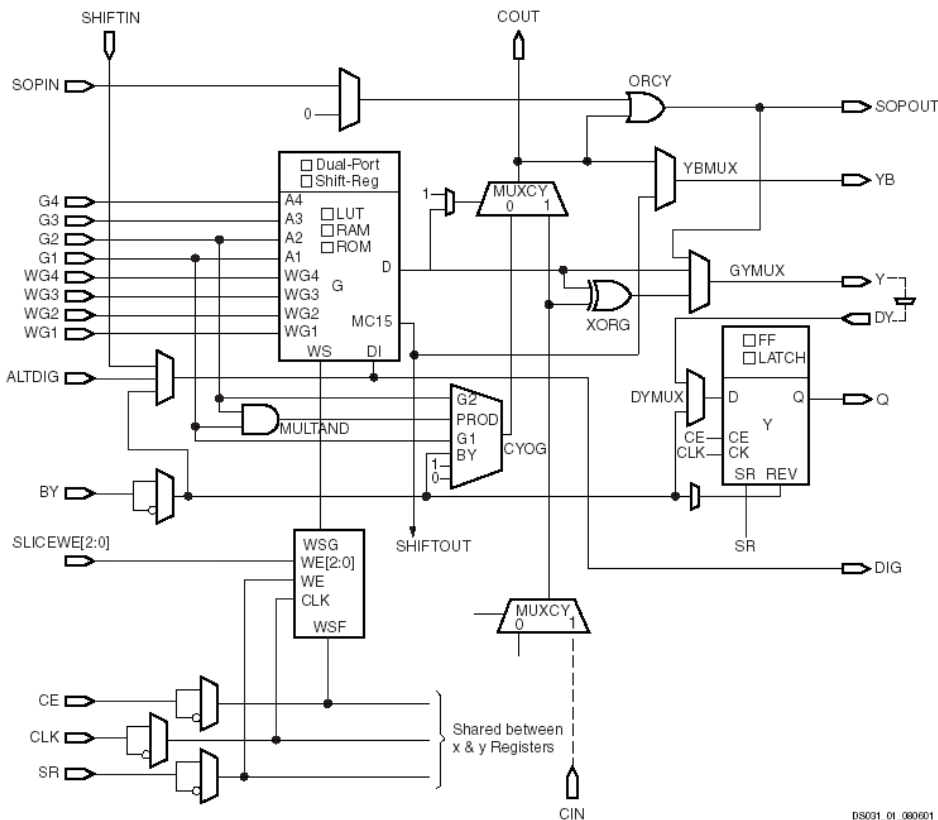 SHIFTIN
COUT
SOPIN
0
ORCY
SOPOUT
Dual-Port
Shift-Reg
YBMUX
YB
1
MUXCY
0 1
G4
A4
G3
A3
LUT
G2
A2
RAM
G1
A1
ROM
D
WG4
WG4
G
WG3
WG3
WG2
WG2
MC15
WG1
WG1
WS
DI
GYMUX
Y
XORG
DY
FF
LATCH
ALTDIG
DYMUX
D
Q
Q
Y
G2
PROD
MULTAND
G1
CYOG
BY
1
0
CE
CE
CLK
CK
SR REV
BY
SHIFTOUT
SR
SLICEWE[2:0]
WSG
WE[2:0]
WE
CLK
WSF
DIG
MUXCY
0 1
CE
CLK
SR
Shared between
x & y Registers
CIN
DS031_01_080601